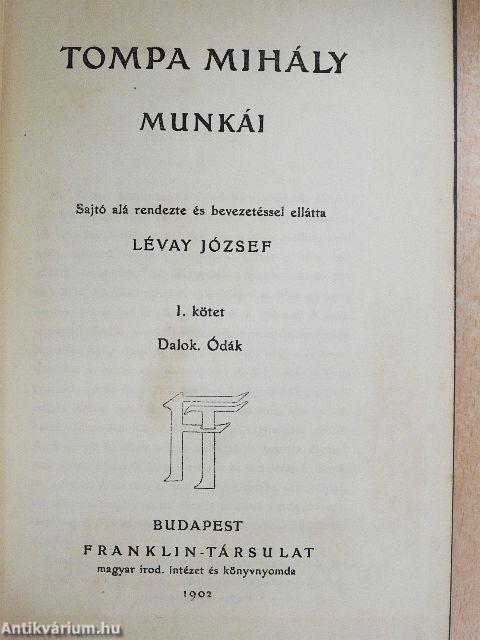 TOMPA MIHÁLY
MUNKÁI
Sajtó alá rendezte és bevezetéssel ellátta
LÉVAY JÓZSEF
I. kötet
Dalok. Ódák
FT
BUDAPEST
FRANKLIN-TÁRSULAT
magyar irod. intézet és könyvnyomda
1902
Antikvárium.hu